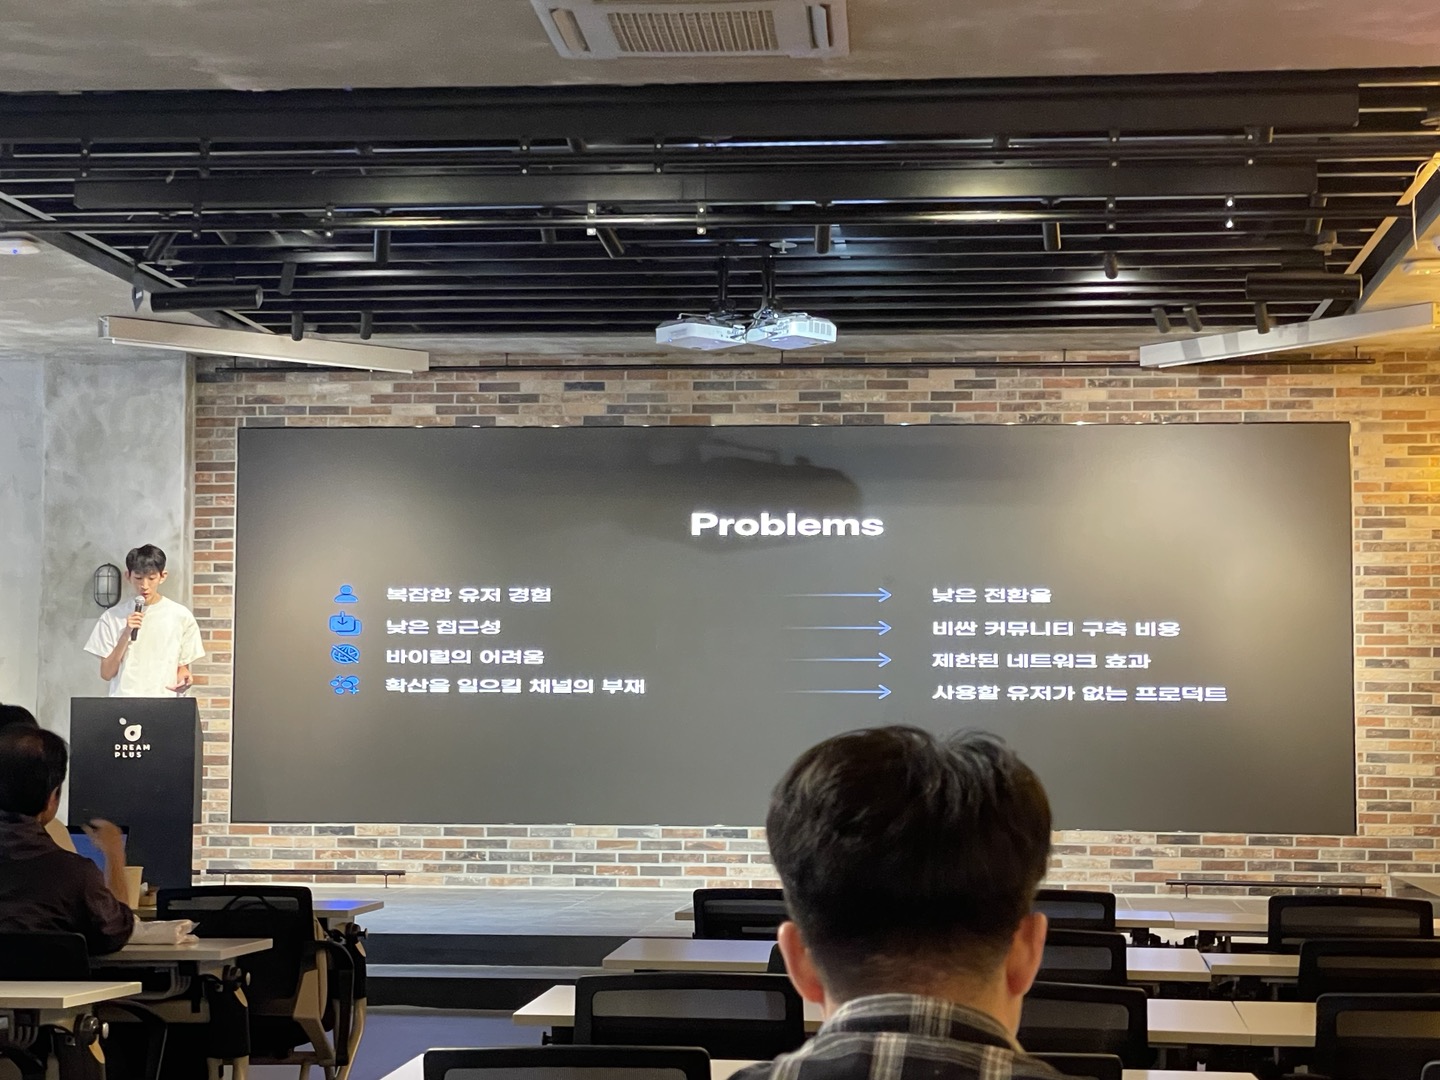 Problems
복잡한 유저 경험
낮은 전환율
낮은 접근성
비싼 커뮤니티 구축 비용
바이럴의 어려움
제한된 네트워크 효과
확산을 일으킬 채널의 부재
사용할 유저가 없는 프로덕트
DREAM
PLUS